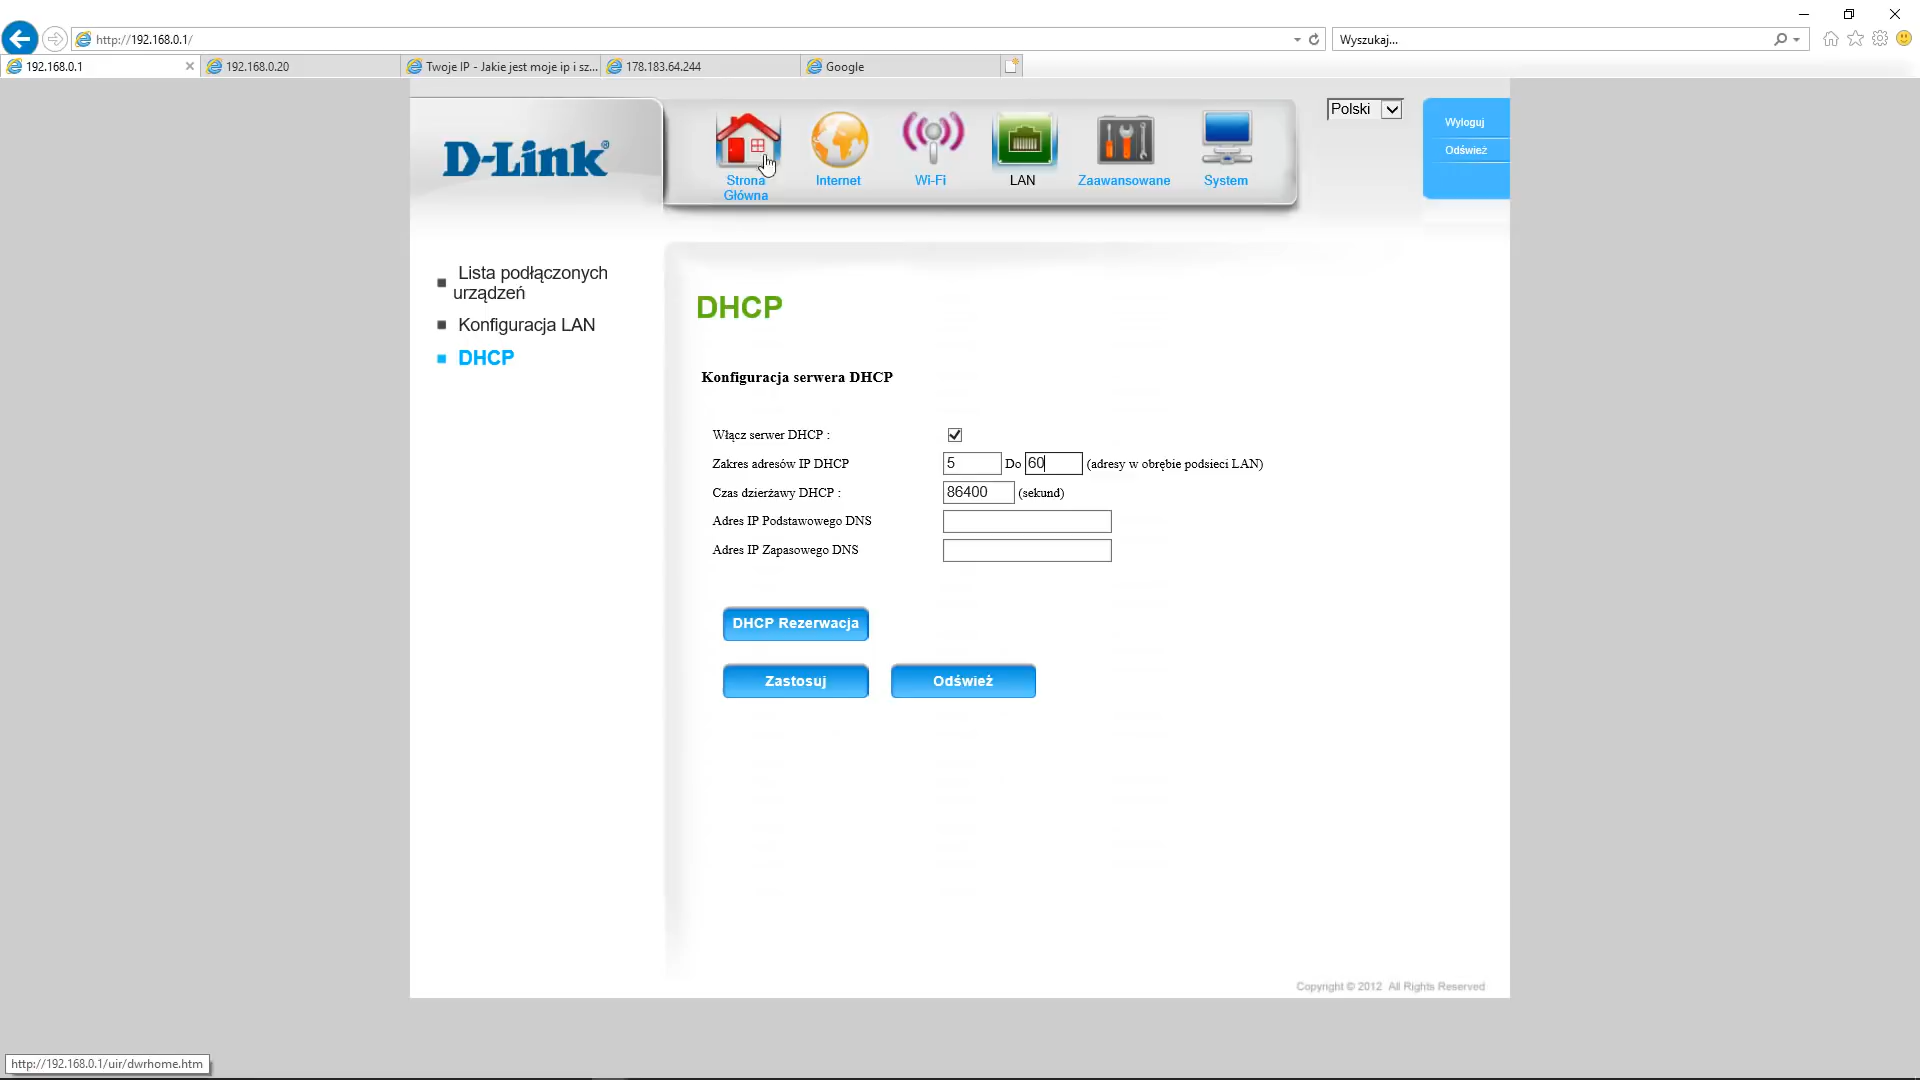 http://192.168.0.1/
Wyszukaj...
192.168.0.1
192.168.0.20
Twoje IP - Jakie jest moje ip i sz...
178.183.64.244
Google
D-Link®
Strona
Główna
Internet
Wi-Fi
LAN
Zaawansowane
System
Polski
Wyloguj
Odśwież
Lista podłączonych
urządzeń
Konfiguracja LAN
DHCP
DHCP
Konfiguracja serwera DHCP
Włącz serwer DHCP :
Zakres adresów IP DHCP 5 Do 60 (adresy w obrębie podsieci LAN)
Czas dzierżawy DHCP : 86400 (sekund)
Adres IP Podstawowego DNS
Adres IP Zapasowego DNS
DHCP Rezerwacja
Zastosuj
Odśwież
Copyright © 2012 All Rights Reserved
http://192.168.0.1/uir/dwrhome.htm